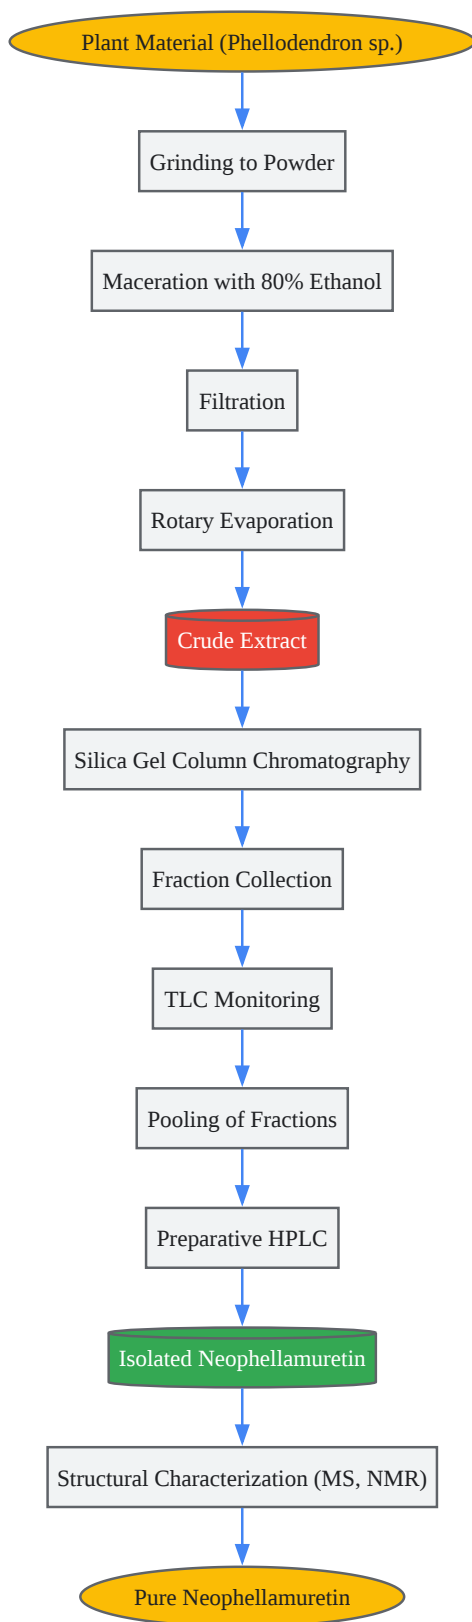 Plant Material (Phellodendron sp.)
Grinding to Powder
Maceration with 80% Ethanol
Filtration
Rotary Evaporation
Crude Extract
Silica Gel Column Chromatography
Fraction Collection
TLC Monitoring
Pooling of Fractions
Preparative HPLC
Isolated Neophellamuretin
Structural Characterization (MS, NMR)
Pure Neophellamuretin